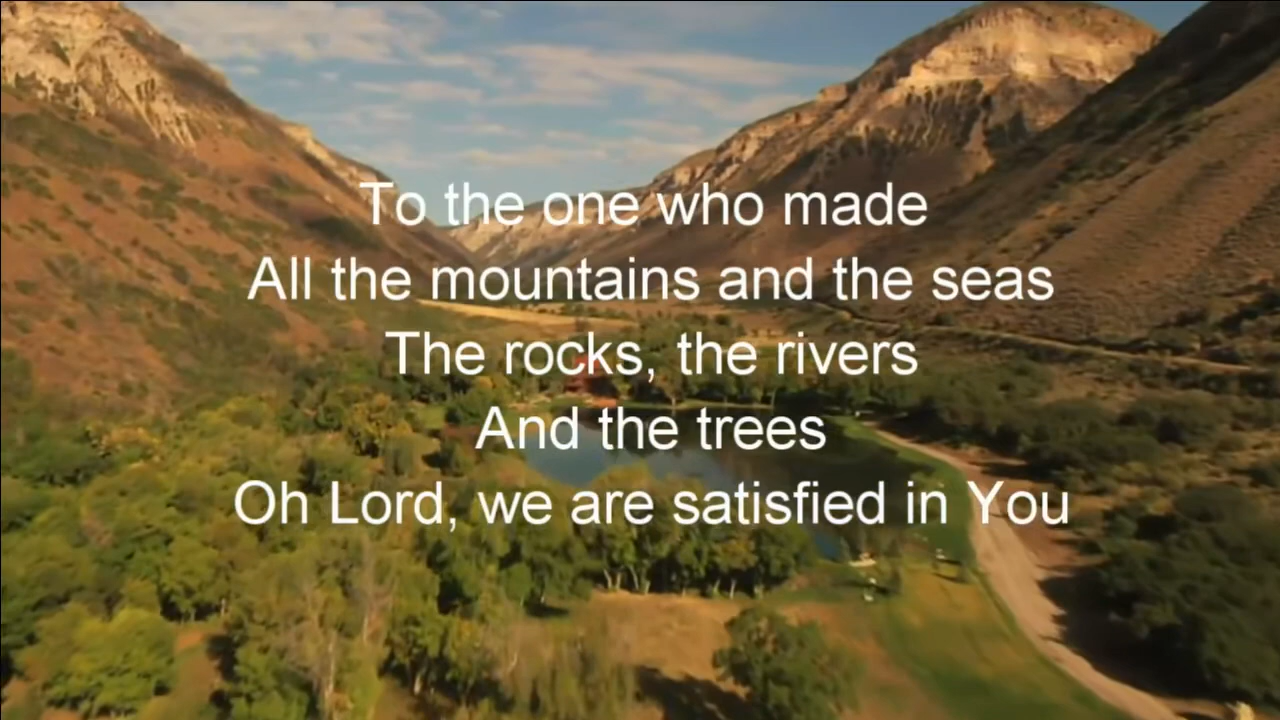 To the one who made
All the mountains and the seas
The rocks, the rivers
And the trees
Oh Lord, we are satisfied in You